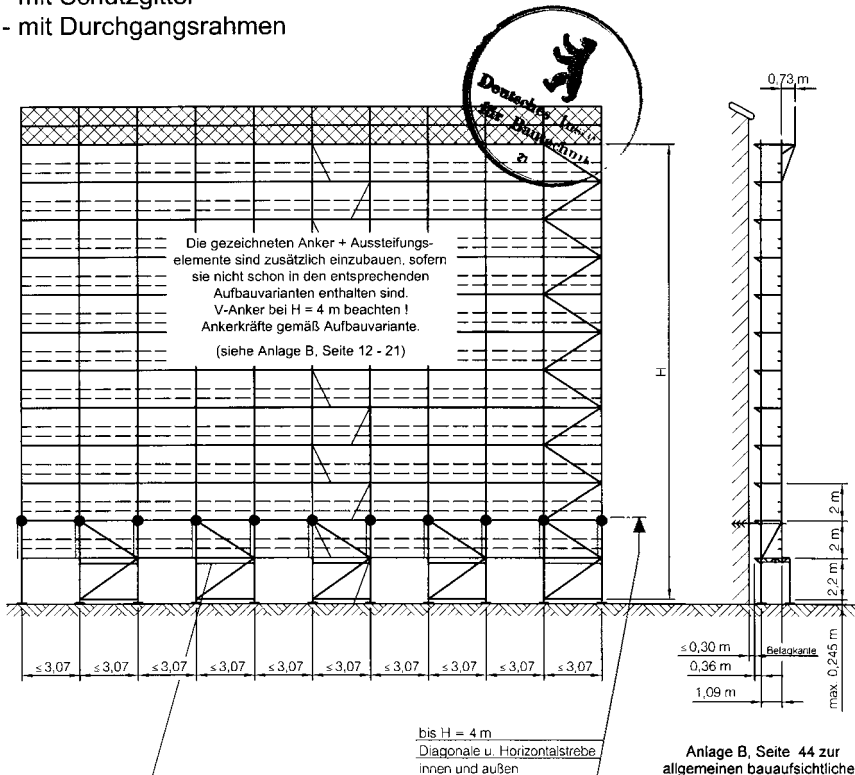 - mit Schutzgitter
- mit Durchgangsrahmen
Deutsches
für Bautechnik
21
0,73 m
Die gezeichneten Anker + Aussteifungs-
elemente sind zusätzlich einzubauen, sofern
sie nicht schon in den entsprechenden
Aufbauvarianten enthalten sind.
V-Anker bei H = 4 m beachten !
Ankerkräfte gemäß Aufbauvariante.
(siehe Anlage B, Seite 12 - 21)
H
2 m
2 m
2,2 m
max. 0,245 m
≤ 3,07
≤ 3,07
≤ 3,07
≤ 3,07
≤ 3,07
≤ 3,07
≤ 3,07
≤ 3,07
≤ 3,07
≤ 3,07
≤ 0,30 m
Belagkante
0,36 m
1,09 m
bis H = 4 m
Diagonale u. Horizontalstrebe
innen und außen
Anlage B, Seite 44 zur
allgemeinen bauaufsichtliche